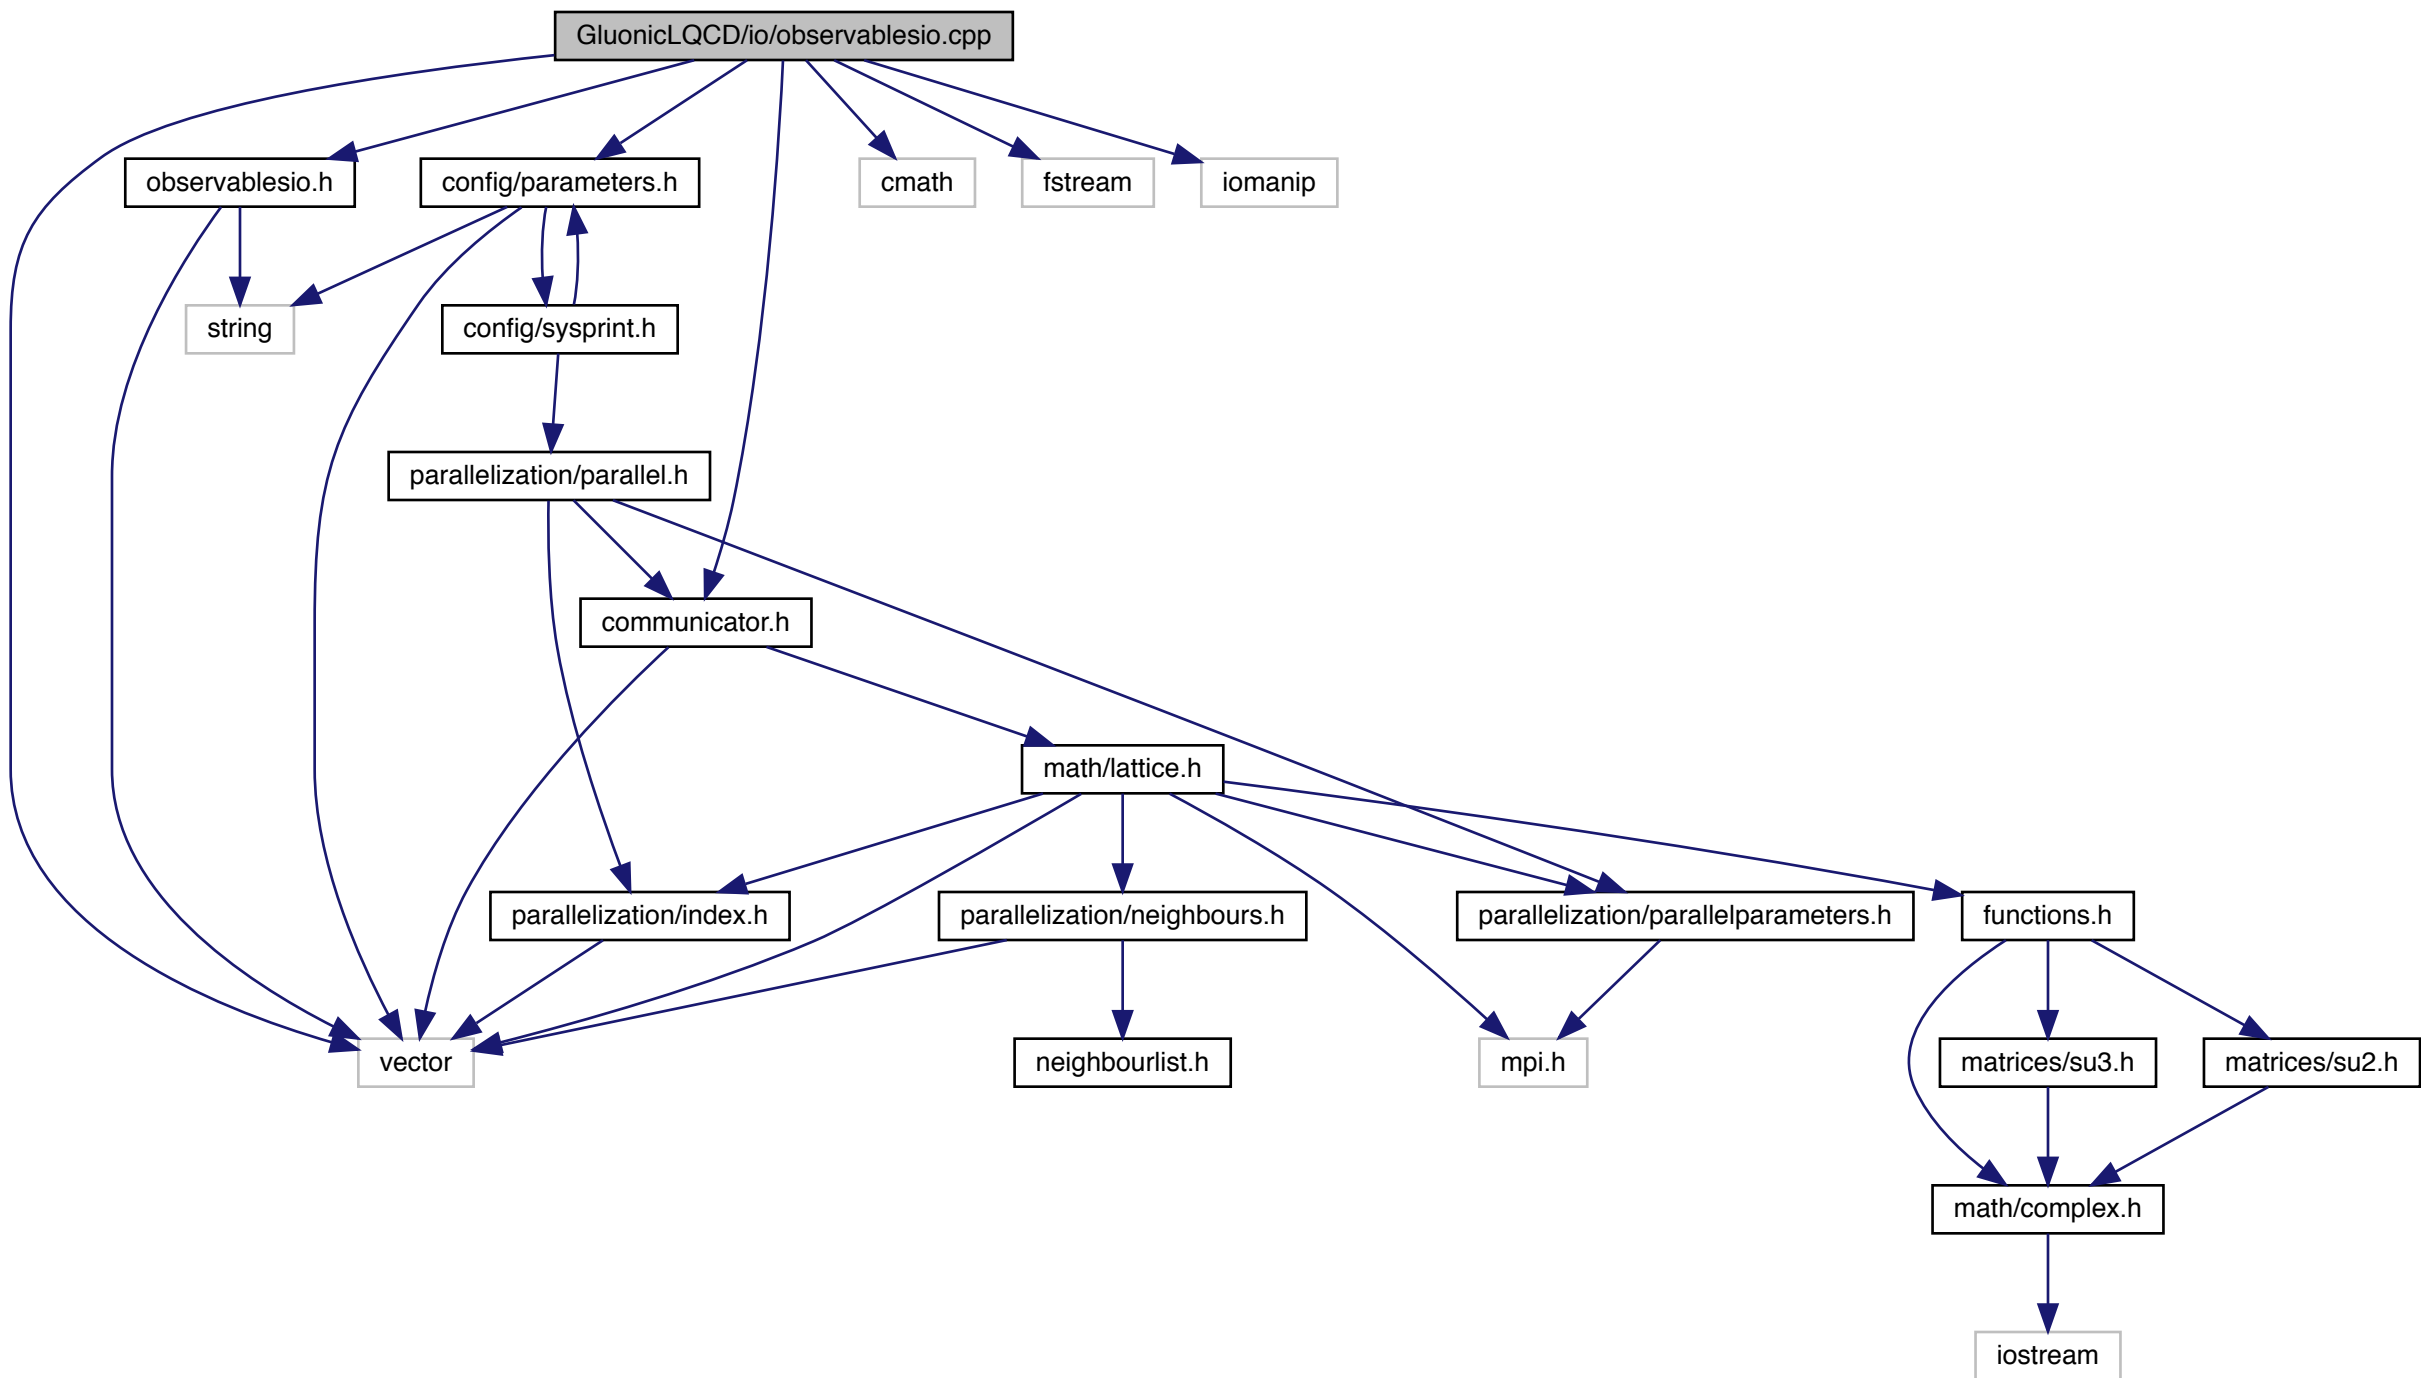 GluonicLQCD/io/observablesio.cpp
observablesio.h
config/parameters.h
cmath
fstream
iomanip
string
config/sysprint.h
parallelization/parallel.h
communicator.h
math/lattice.h
parallelization/index.h
parallelization/neighbours.h
parallelization/parallelparameters.h
functions.h
vector
neighbourlist.h
mpi.h
matrices/su3.h
matrices/su2.h
math/complex.h
iostream